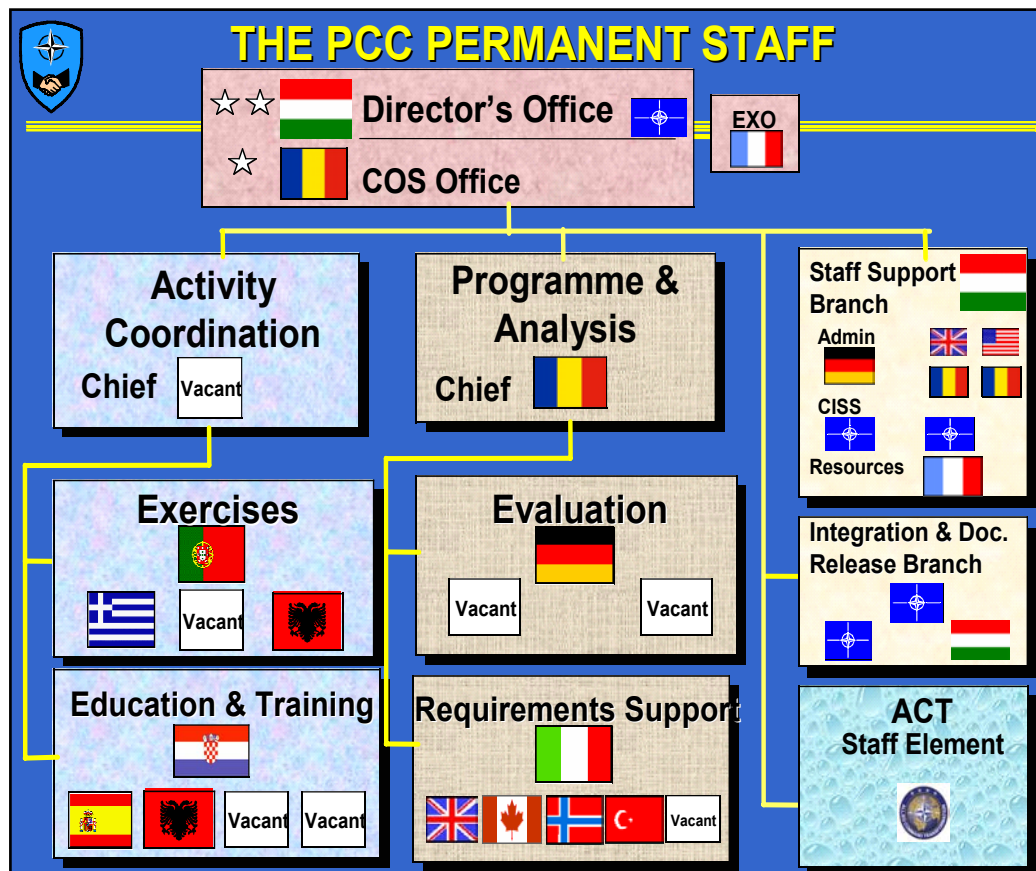 THE PCC PERMANENT STAFF
Director's Office
COS Office
EXO
Activity
Coordination
Chief
Vacant
Programme &
Analysis
Chief
Staff Support
Branch
Admin
CISS
Resources
Exercises
Vacant
Evaluation
Vacant
Vacant
Integration & Doc.
Release Branch
Education & Training
Vacant
Vacant
Requirements Support
Vacant
ACT
Staff Element